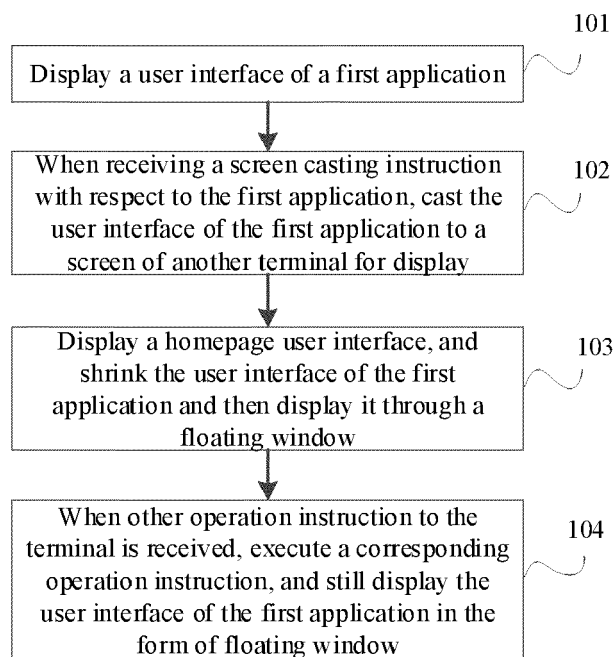 101
Display a user interface of a first application
102
When receiving a screen casting instruction
with respect to the first application, cast the
user interface of the first application to a
screen of another terminal for display
103
Display a homepage user interface, and
shrink the user interface of the first
application and then display it through a
floating window
104
When other operation instruction to the
terminal is received, execute a corresponding
operation instruction, and still display the
user interface of the first application in the
form of floating window